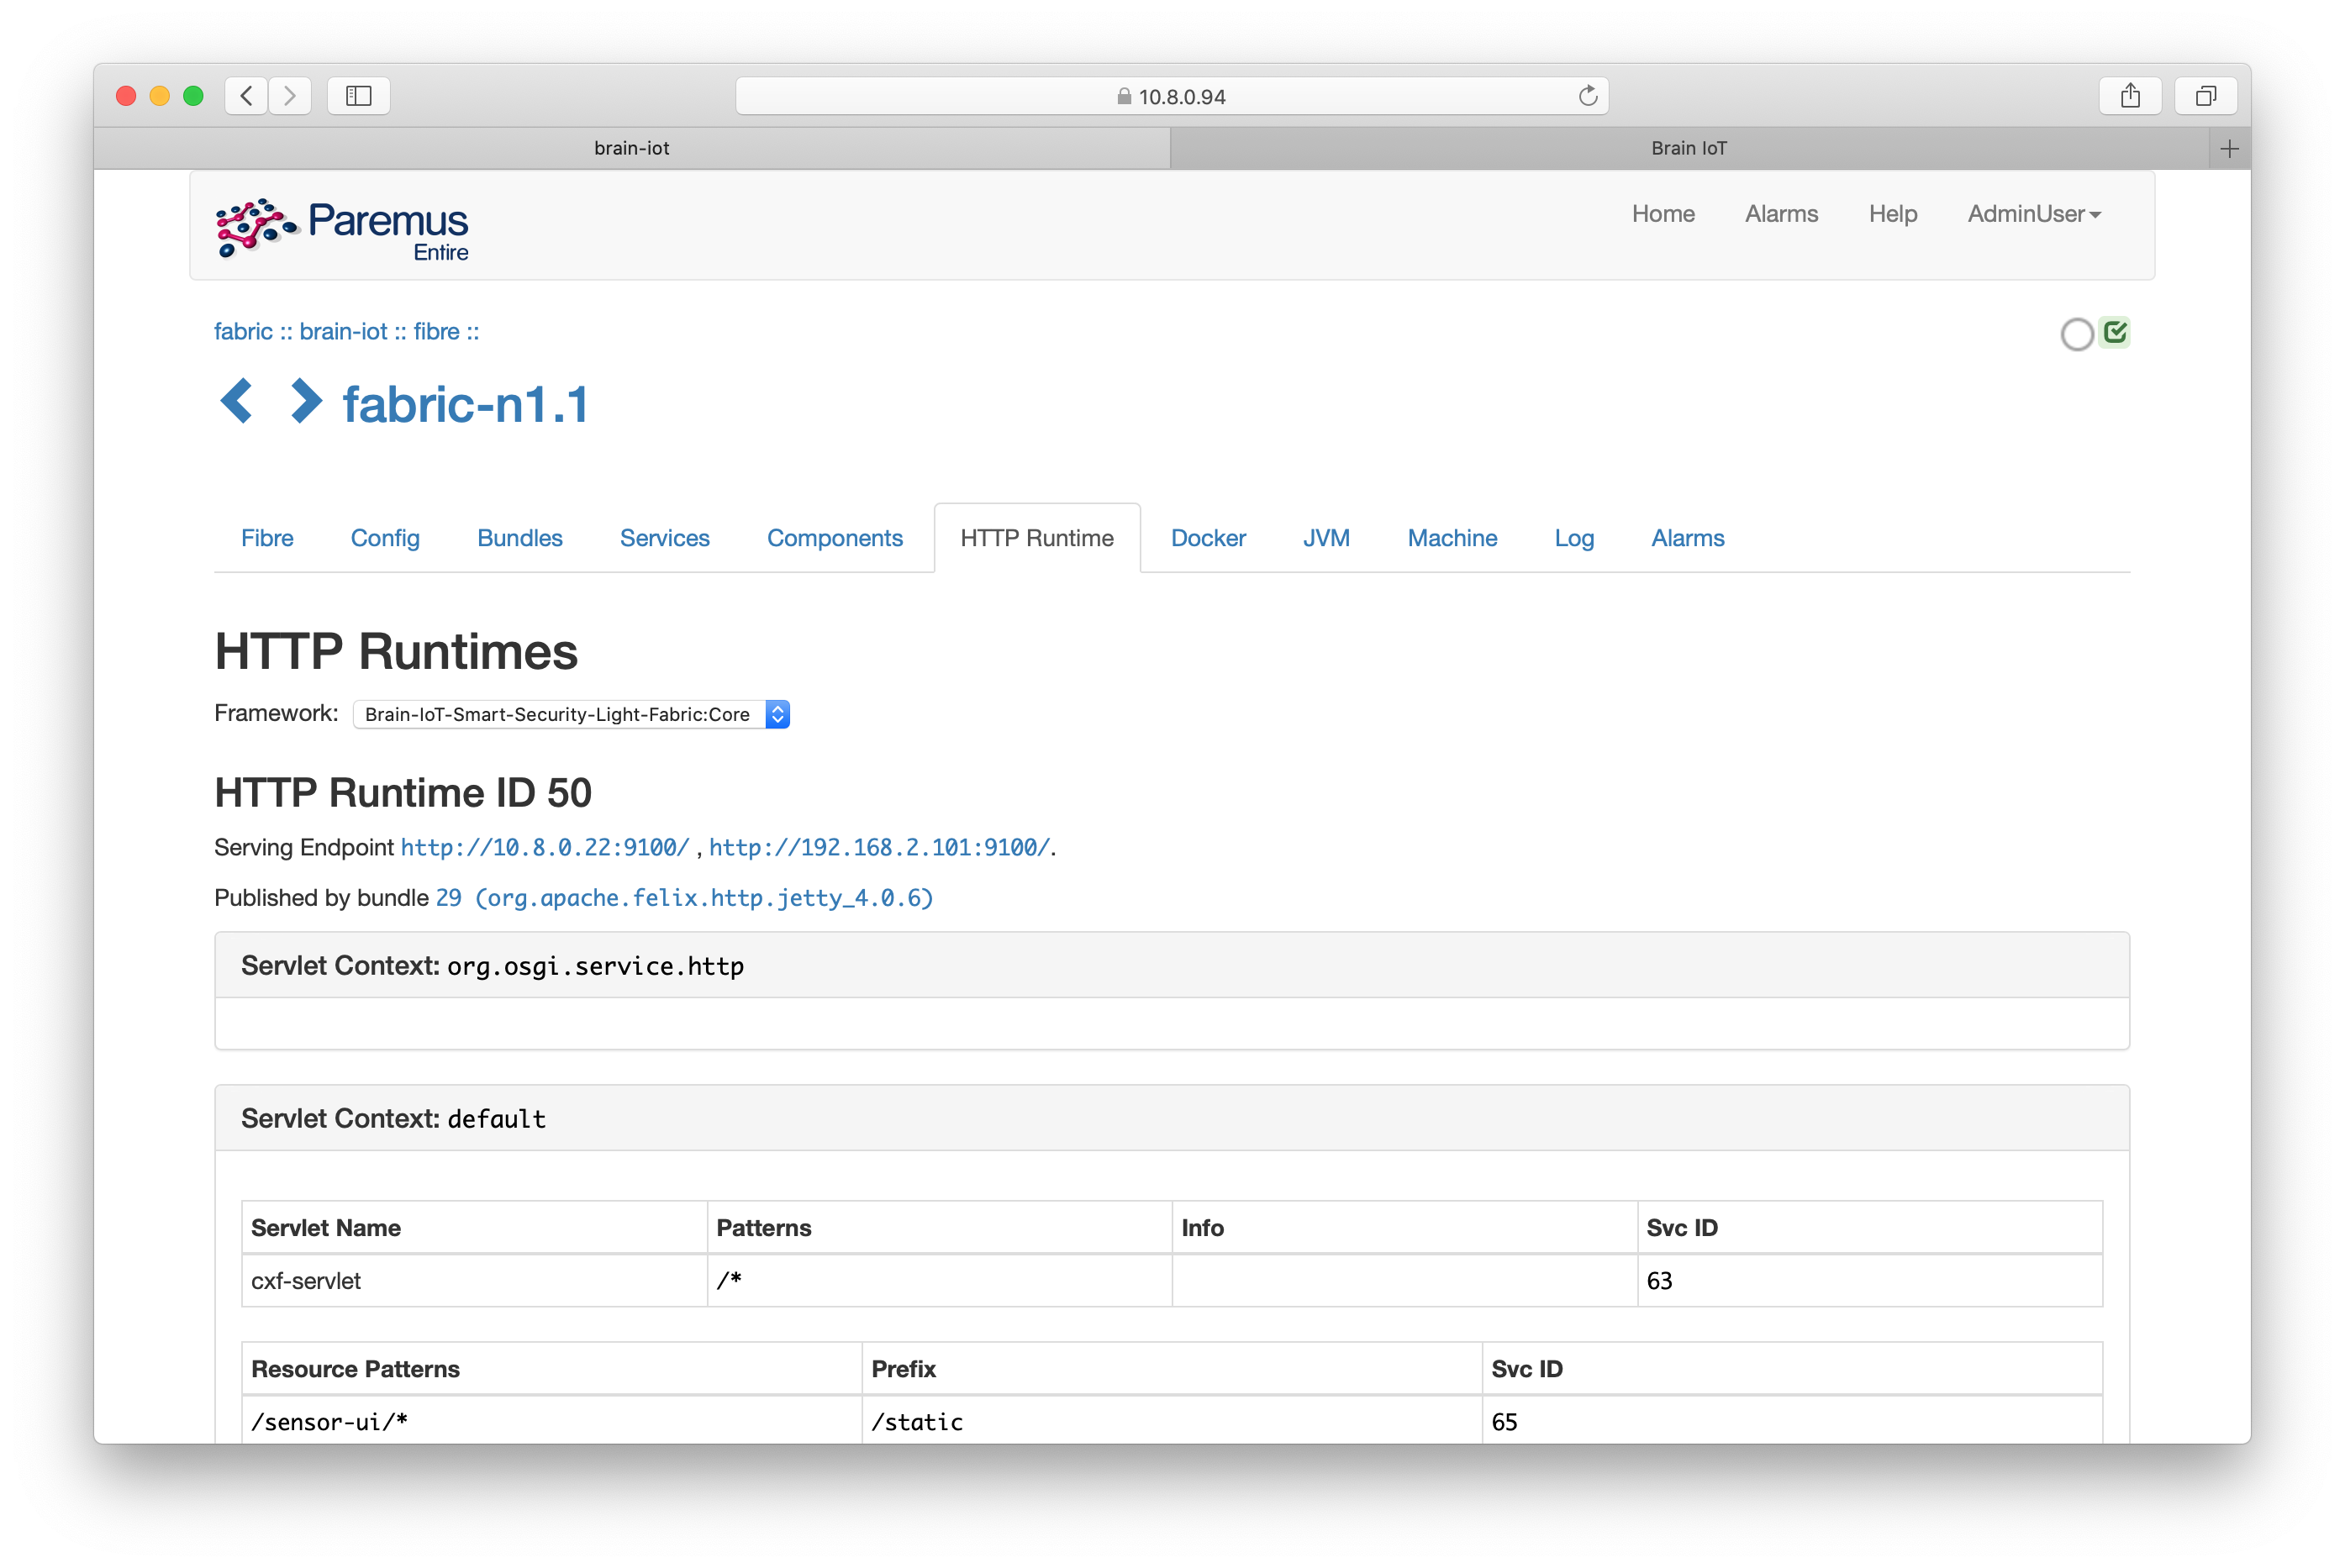 10.8.0.94
brain-iot
Brain IoT
Paremus
Entire
Home Alarms Help AdminUser
fabric :: brain-iot :: fibre ::
fabric-n1.1
Fibre Config Bundles Services Components HTTP Runtime Docker JVM Machine Log Alarms
HTTP Runtimes
Framework: Brain-IoT-Smart-Security-Light-Fabric:Core
HTTP Runtime ID 50
Serving Endpoint http://10.8.0.22:9100/ , http://192.168.2.101:9100/.
Published by bundle 29 (org.apache.felix.http.jetty_4.0.6)
Servlet Context: org.osgi.service.http
Servlet Context: default
Servlet Name Patterns Info Svc ID
cxf-servlet /* 63
Resource Patterns Prefix Svc ID
/sensor-ui/* /static 65